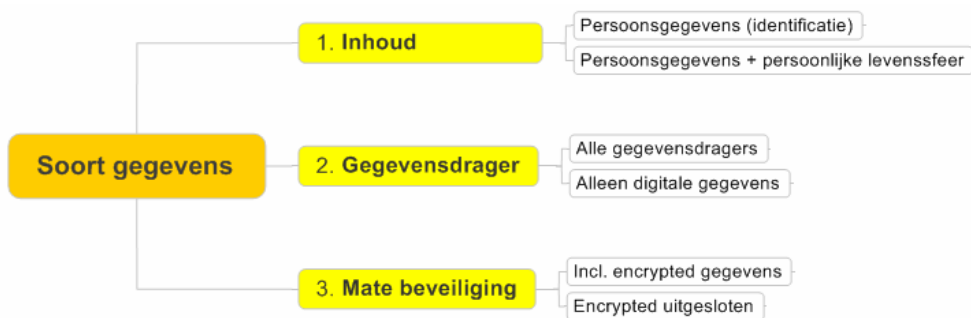 Soort gegevens
1. Inhoud
Persoonsgegevens (identificatie)
Persoonsgegevens + persoonlijke levenssfeer
2. Gegevensdrager
Alle gegevensdragers
Alleen digitale gegevens
3. Mate beveiliging
Incl. encrypted gegevens
Encrypted uitgesloten